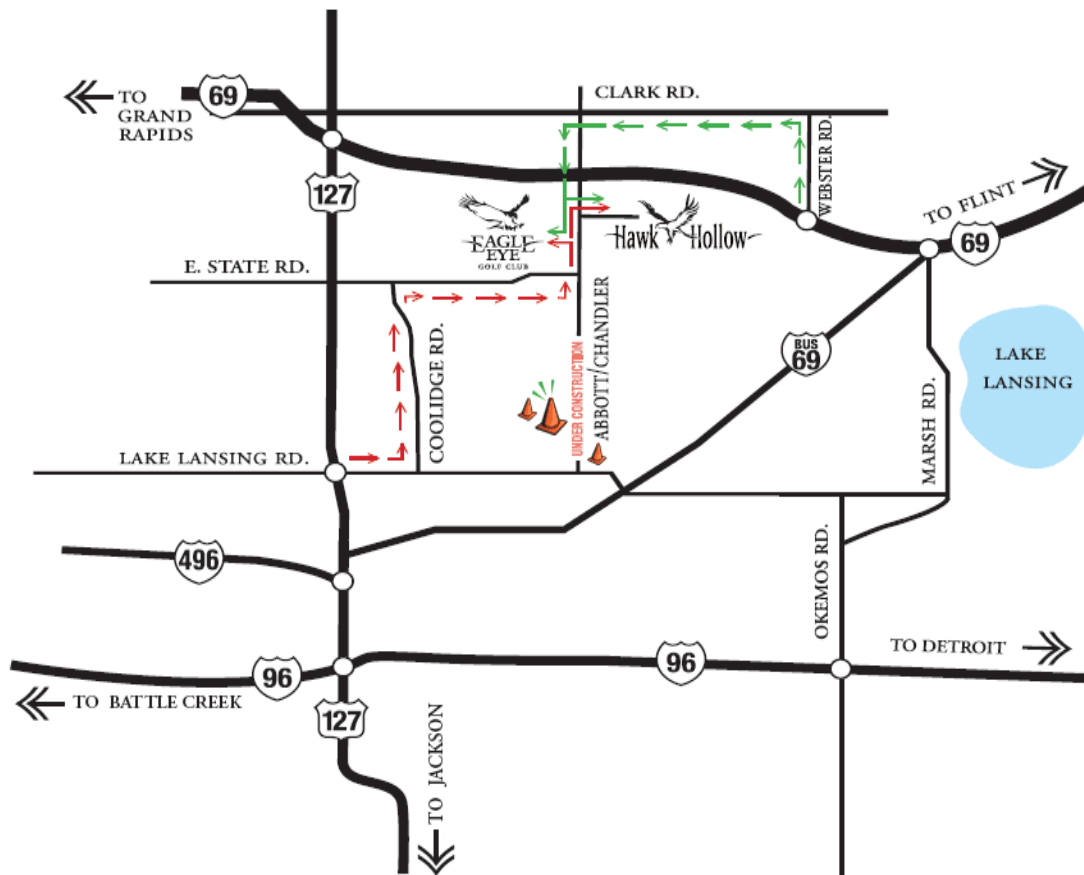 CLARK RD.
69
TO
GRAND
RAPIDS
WEBSTER RD.
127
TO FLINT
69
EAGLE
EYE
GOLF CLUB
Hawk Hollow
E. STATE RD.
COOLIDGE RD.
UNDER CONSTRUCTION
ABBOTT/CHANDLER
BUS
69
LAKE
LANSING
MARSH RD.
LAKE LANSING RD.
496
OKEMOS RD.
96
96
TO DETROIT
TO BATTLE CREEK
127
TO JACKSON